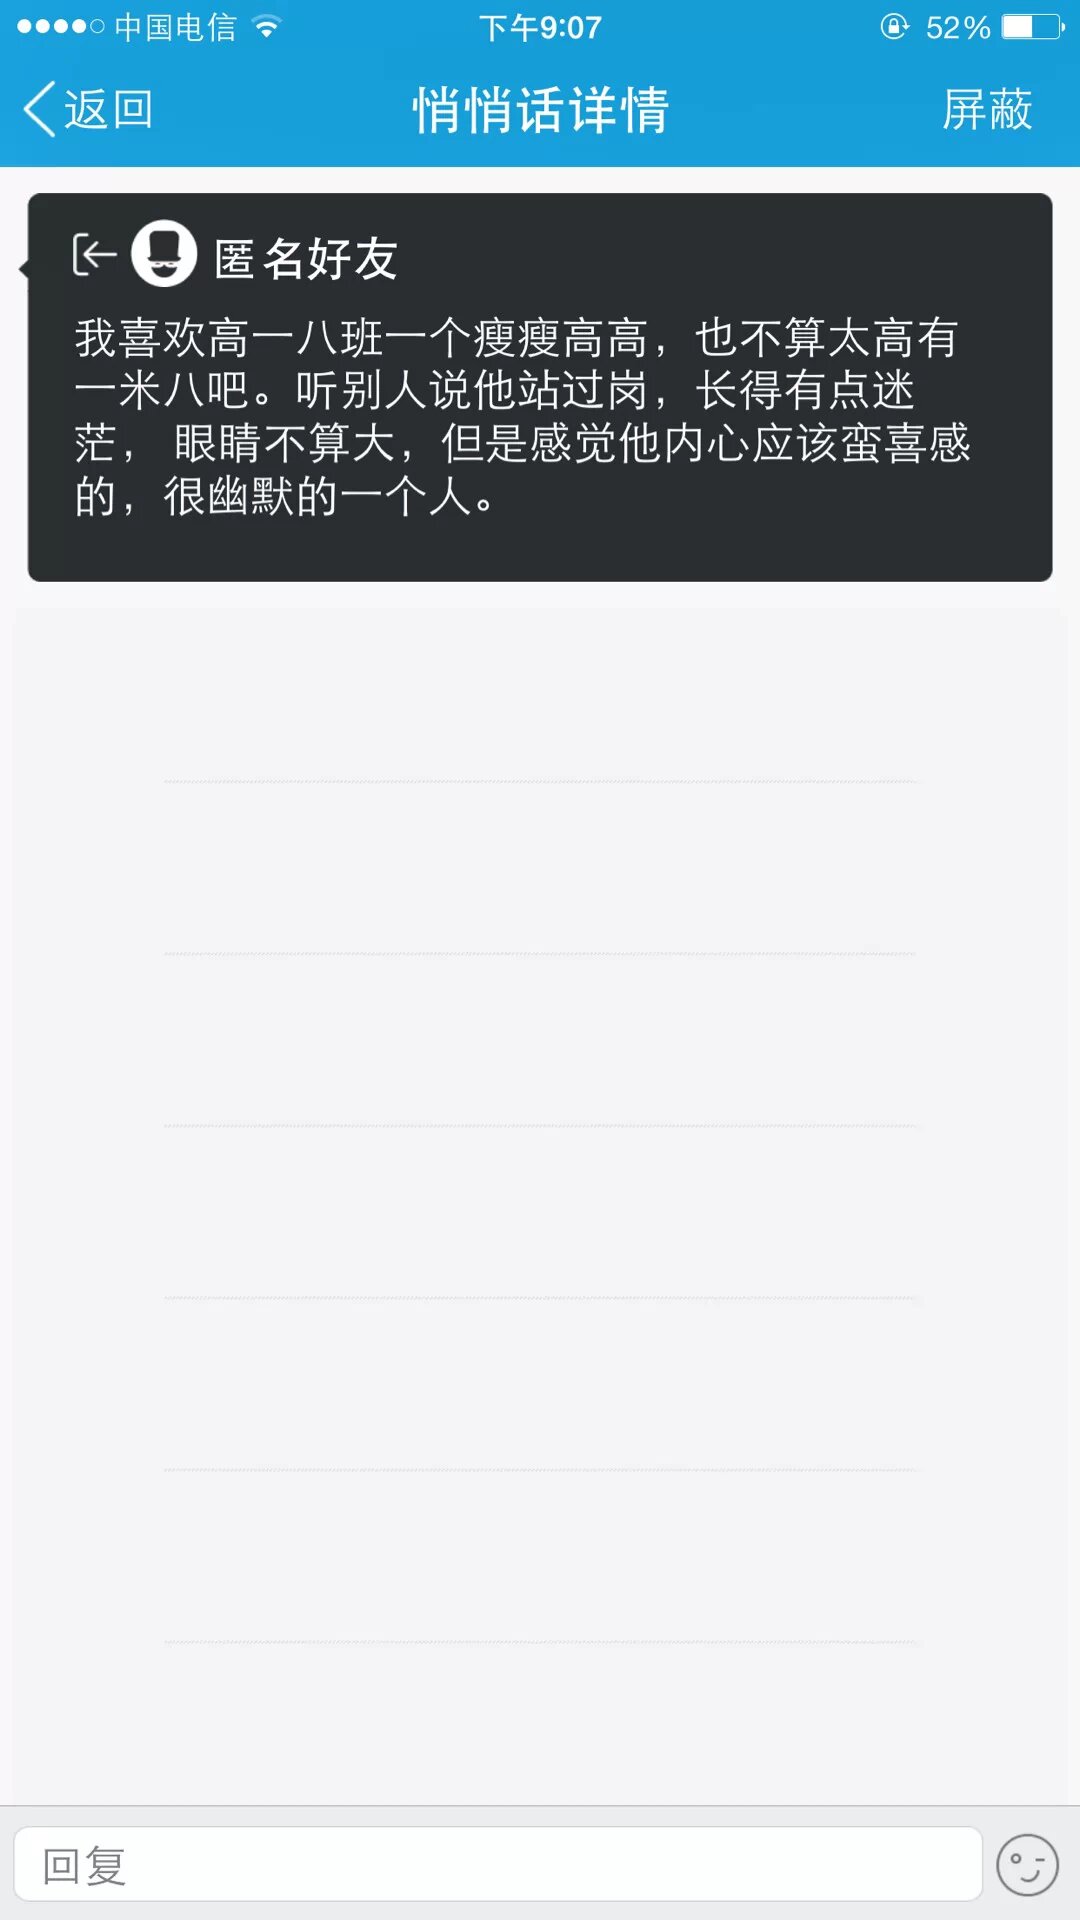 中国电信 下午9:07 52%
返回 悄悄话详情 屏蔽
匿名好友
我喜欢高一八班一个瘦瘦高高，也不算太高有
一米八吧。听别人说他站过岗，长得有点迷
茫， 眼睛不算大，但是感觉他内心应该蛮喜感
的，很幽默的一个人。
回复